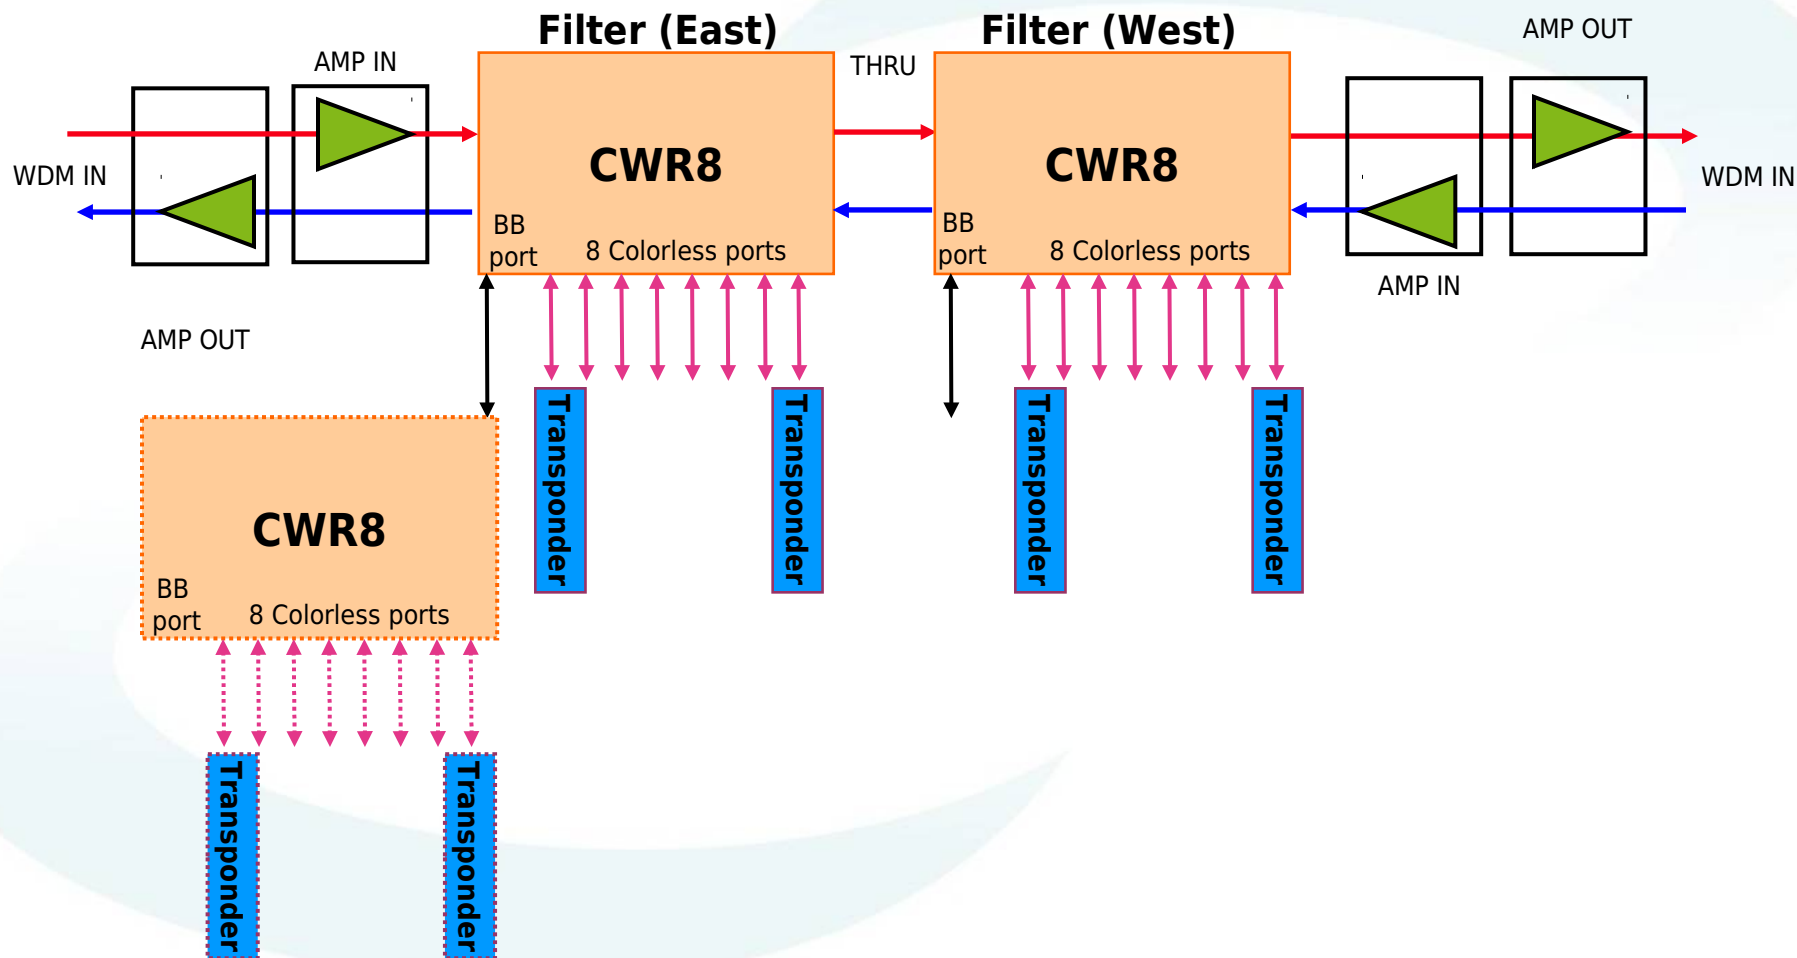 Filter (East)
Filter (West)
AMP OUT
AMP IN
THRU
CWR8
CWR8
WDM IN
WDM IN
BB
port
8 Colorless ports
BB
port
8 Colorless ports
AMP IN
AMP OUT
Transponder
Transponder
Transponder
Transponder
CWR8
BB
port
8 Colorless ports
Transponder
Transponder